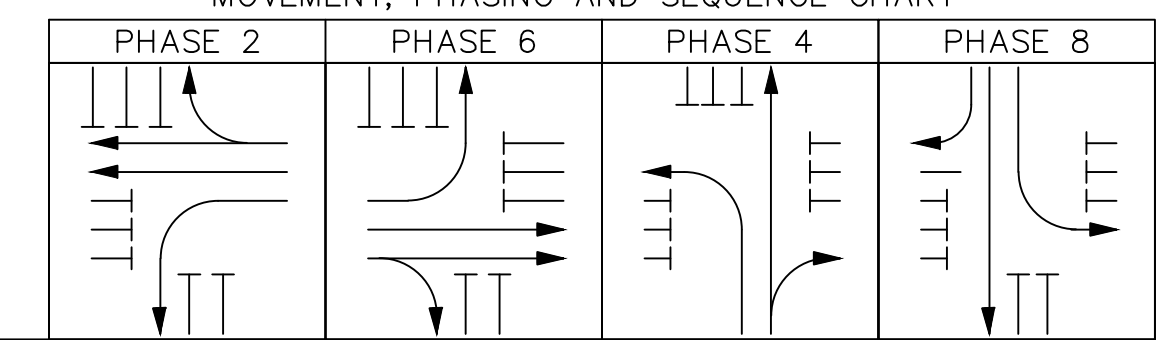 MOVEMENT, PHASING AND SEQUENCE CHART
PHASE 2 PHASE 6 PHASE 4 PHASE 8